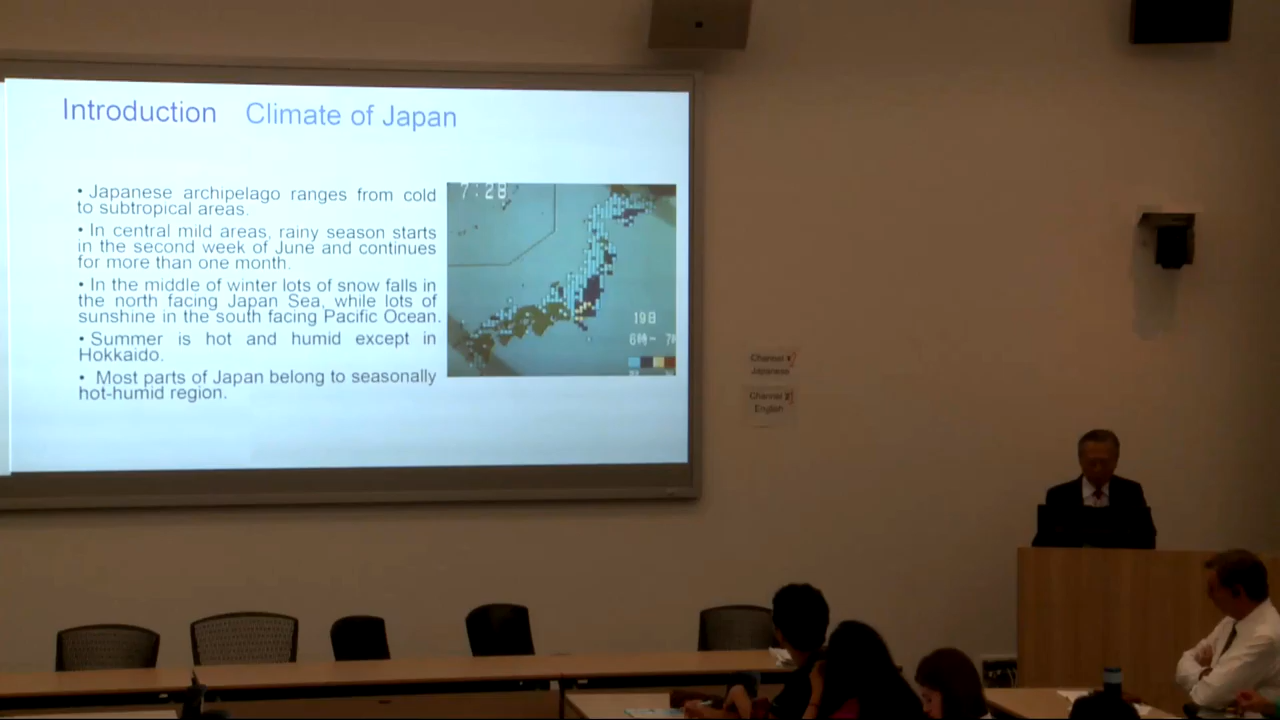 Introduction Climate of Japan
• Japanese archipelago ranges from cold
to subtropical areas.
• In central mild areas, rainy season starts
in the second week of June and continues
for more than one month.
• In the middle of winter lots of snow falls in
the north facing Japan Sea, while lots of
sunshine in the south facing Pacific Ocean.
• Summer is hot and humid except in
Hokkaido.
• Most parts of Japan belong to seasonally
hot-humid region.
7:28
19日
6時-
Channel
Japanese
Channel
English